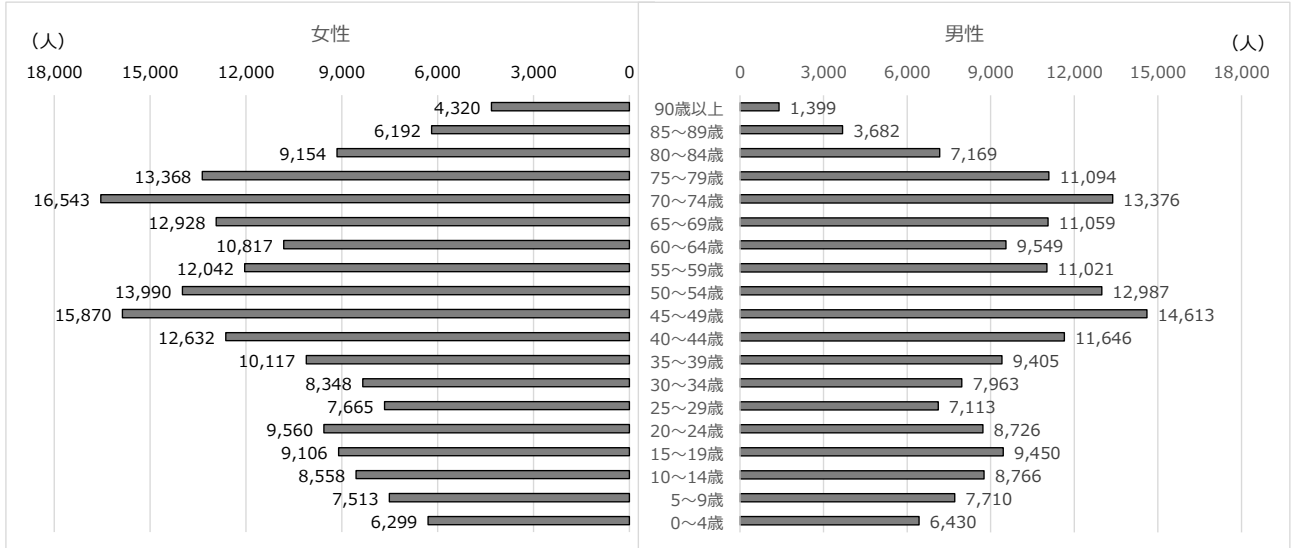 女性 男性
(人) (人)
18,000 15,000 12,000 9,000 6,000 3,000 0 0 3,000 6,000 9,000 12,000 15,000 18,000
4,320 90歳以上 1,399
6,192 85～89歳 3,682
9,154 80～84歳 7,169
13,368 75～79歳 11,094
16,543 70～74歳 13,376
12,928 65～69歳 11,059
10,817 60～64歳 9,549
12,042 55～59歳 11,021
13,990 50～54歳 12,987
15,870 45～49歳 14,613
12,632 40～44歳 11,646
10,117 35～39歳 9,405
8,348 30～34歳 7,963
7,665 25～29歳 7,113
9,560 20～24歳 8,726
9,106 15～19歳 9,450
8,558 10～14歳 8,766
7,513 5～9歳 7,710
6,299 0～4歳 6,430